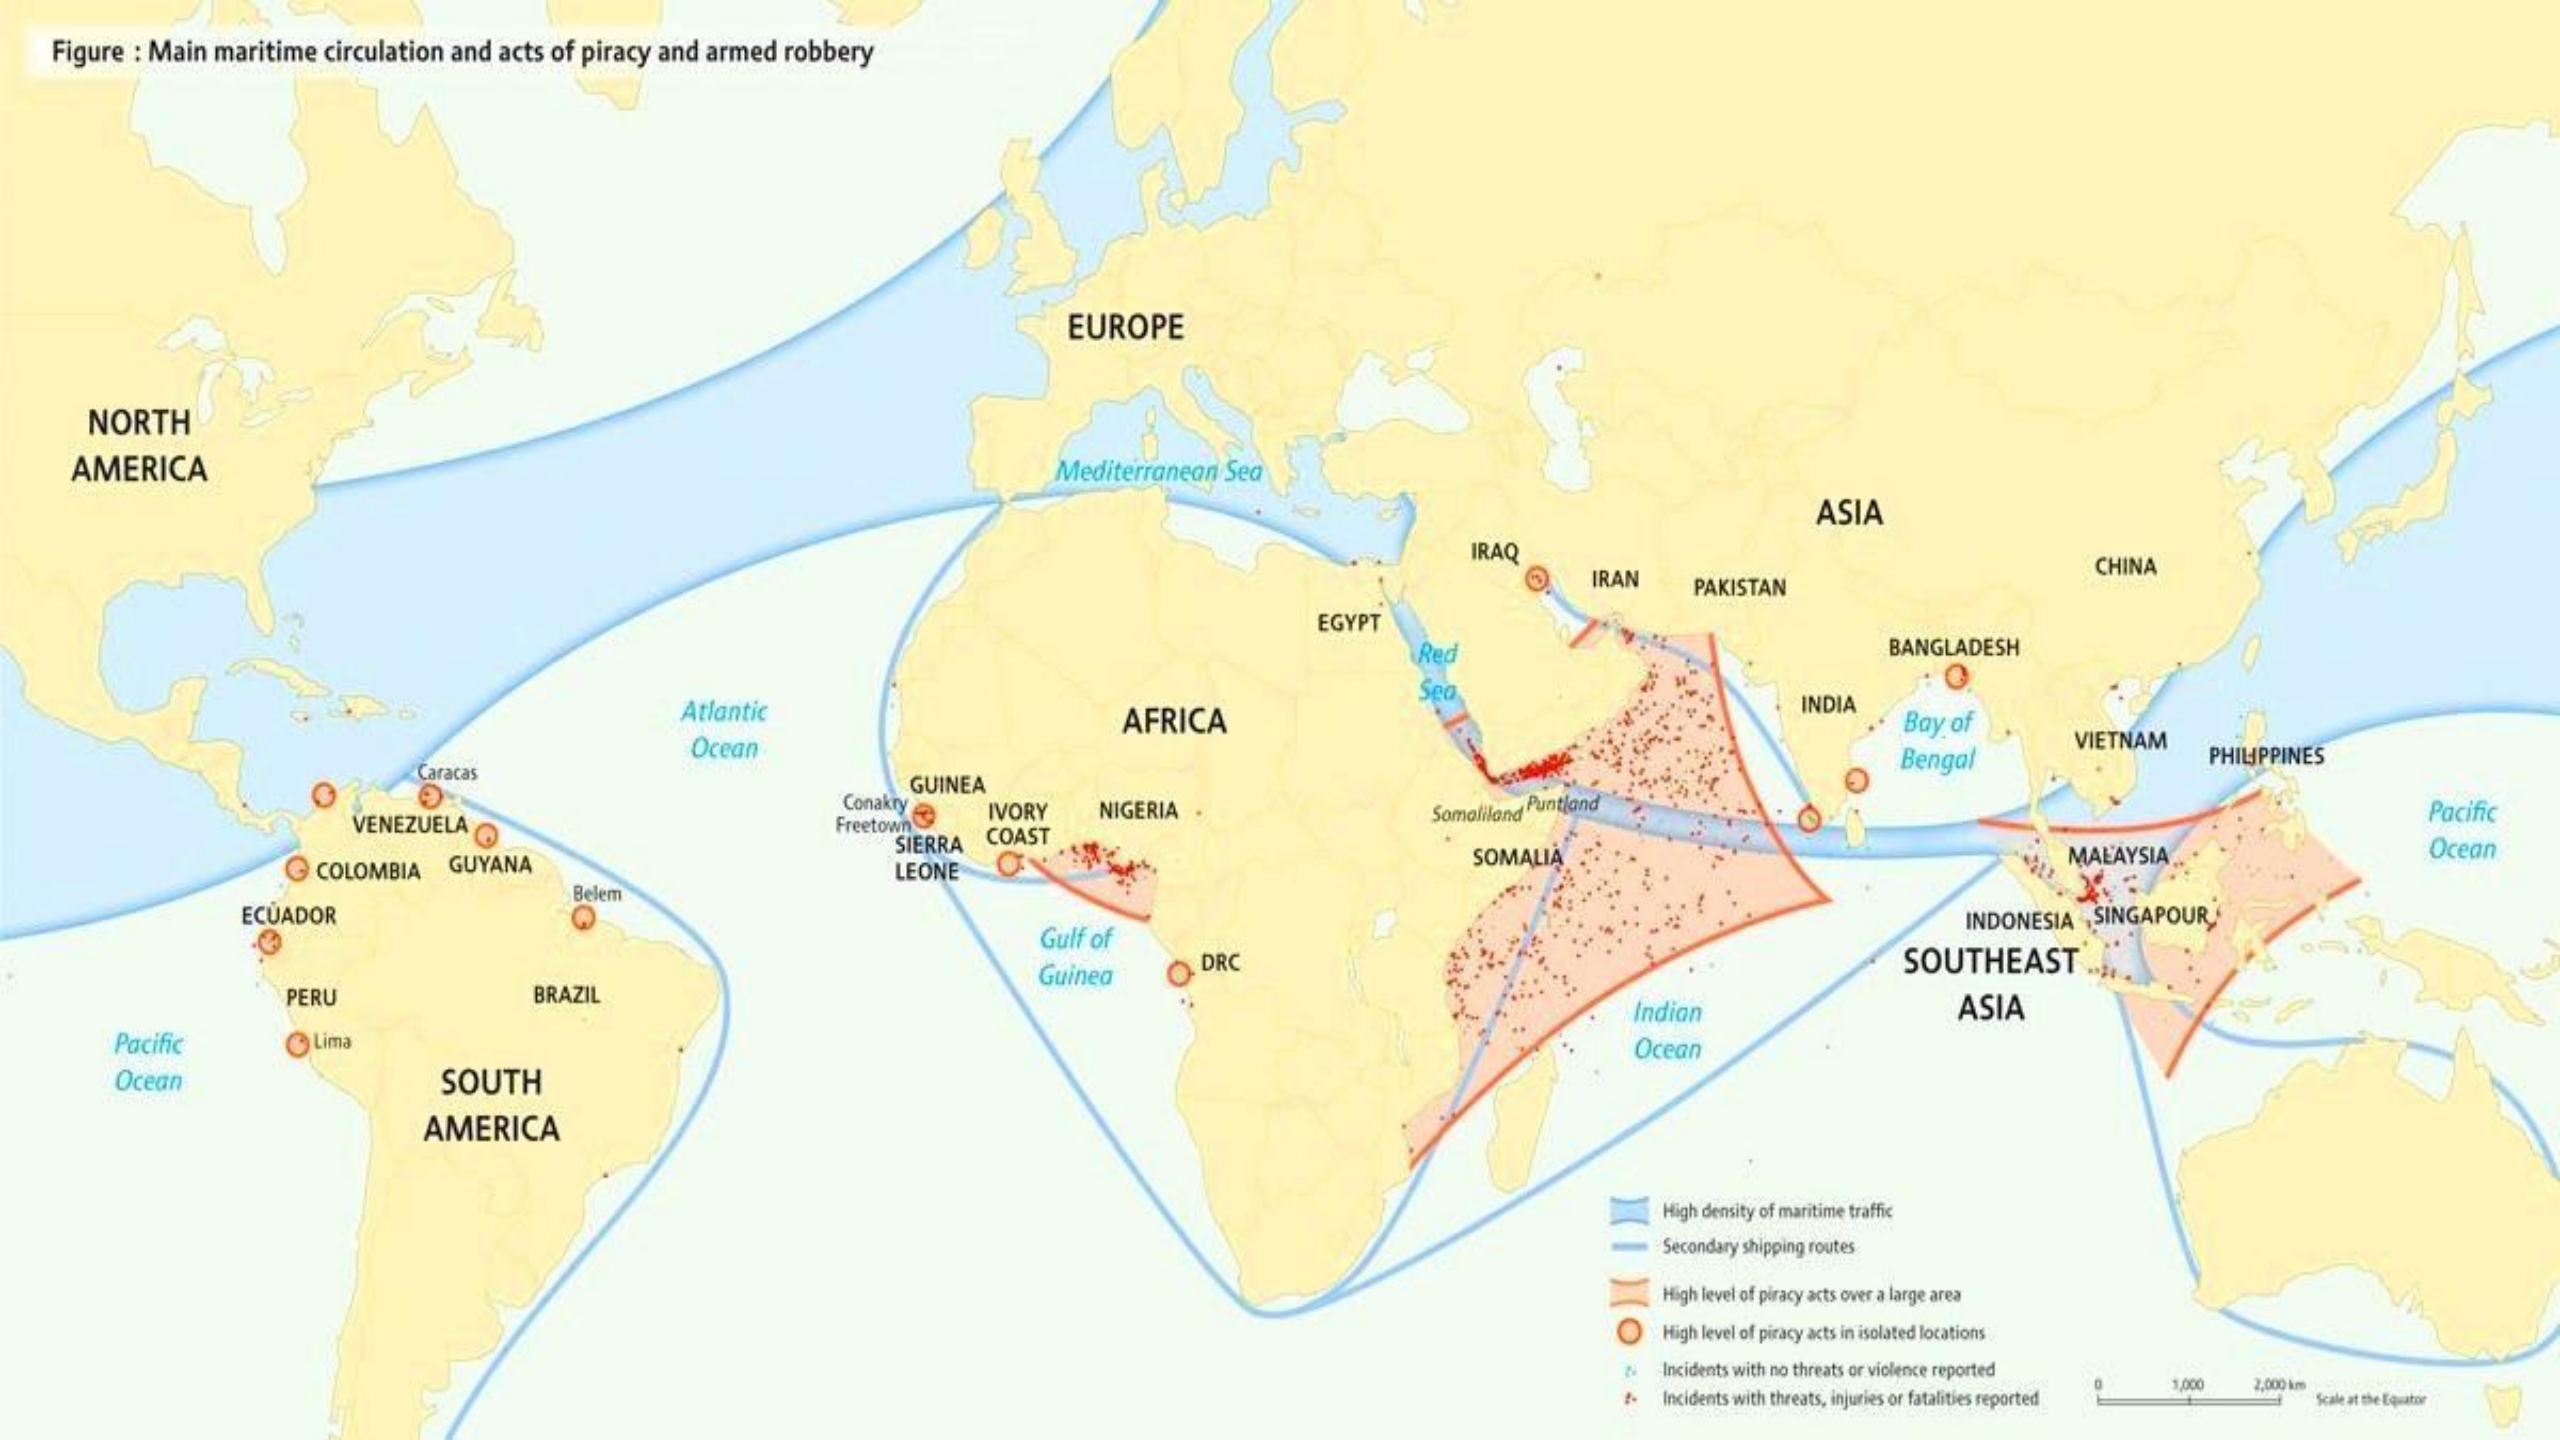 Figure : Main maritime circulation and acts of piracy and armed robbery
NORTH
AMERICA
EUROPE
Mediterranean Sea
ASIA
IRAQ
IRAN
PAKISTAN
CHINA
EGYPT
Red
Sea
BANGLADESH
INDIA
Bay of
Bengal
VIETNAM
PHILIPPINES
Atlantic
Ocean
AFRICA
Caracas
VENEZUELA
GUYANA
COLOMBIA
Belem
ECUADOR
PERU
BRAZIL
Lima
Pacific
Ocean
SOUTH
AMERICA
GUINEA
Conakry
Freetown
SIERRA
LEONE
IVORY
COAST
NIGERIA
Gulf of
Guinea
DRC
Somaliland
Puntland
SOMALIA
Indian
Ocean
MALAYSIA
INDONESIA
SINGAPOUR
SOUTHEAST
ASIA
Pacific
Ocean
High density of maritime traffic
Secondary shipping routes
High level of piracy acts over a large area
High level of piracy acts in isolated locations
Incidents with no threats or violence reported
Incidents with threats, injuries or fatalities reported
0 1,000 2,000 km
Scale at the Equator